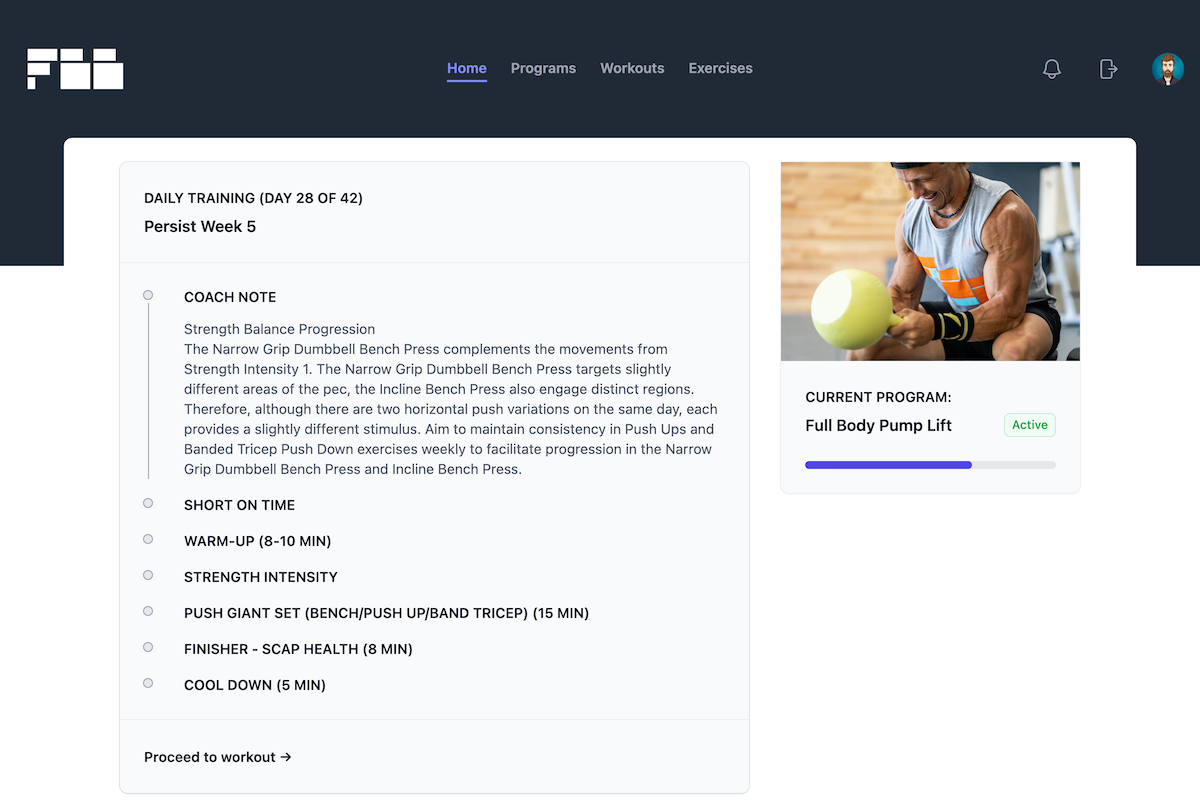 FBB
Home Programs Workouts Exercises
DAILY TRAINING (DAY 28 OF 42)
Persist Week 5
COACH NOTE
Strength Balance Progression
The Narrow Grip Dumbbell Bench Press complements the movements from
Strength Intensity 1. The Narrow Grip Dumbbell Bench Press targets slightly
different areas of the pec, the Incline Bench Press also engage distinct regions.
Therefore, although there are two horizontal push variations on the same day, each
provides a slightly different stimulus. Aim to maintain consistency in Push Ups and
Banded Tricep Push Down exercises weekly to facilitate progression in the Narrow
Grip Dumbbell Bench Press and Incline Bench Press.
SHORT ON TIME
WARM-UP (8-10 MIN)
STRENGTH INTENSITY
PUSH GIANT SET (BENCH/PUSH UP/BAND TRICEP) (15 MIN)
FINISHER - SCAP HEALTH (8 MIN)
COOL DOWN (5 MIN)
Proceed to workout →
CURRENT PROGRAM:
Full Body Pump Lift
Active